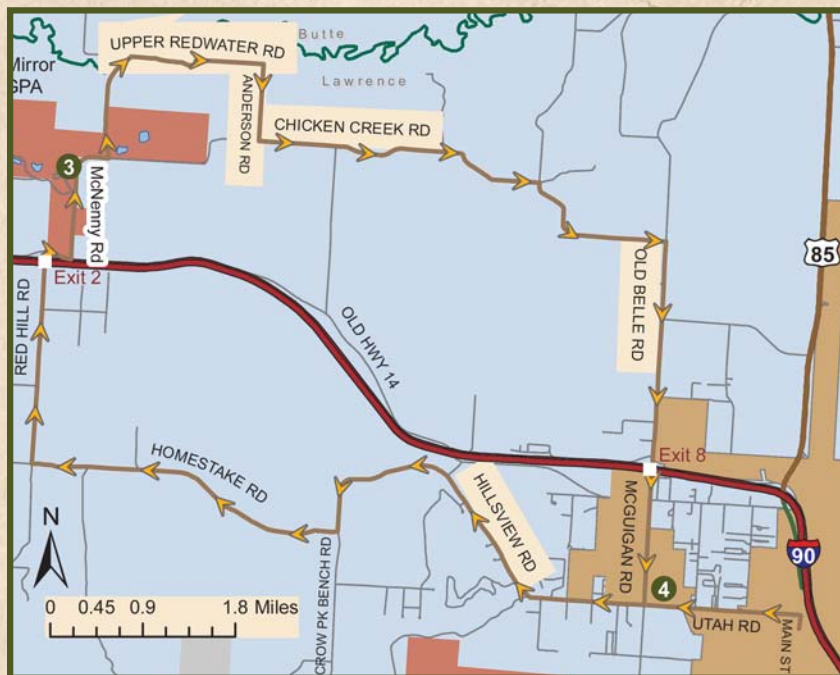 Butte
UPPER REDWATER RD
Lawrence
Mirror
GPA
ANDERSON RD
CHICKEN CREEK RD
3
McNenny Rd
85
Exit 2
OLD BELLE RD
RED HILL RD
OLD HWY 14
Exit 8
HOMESTAKE RD
HILLSVIEW RD
MCGUIGAN RD
N
90
4
0 0.45 0.9 1.8 Miles
CROW PK BENCH RD
UTAH RD
MAIN ST